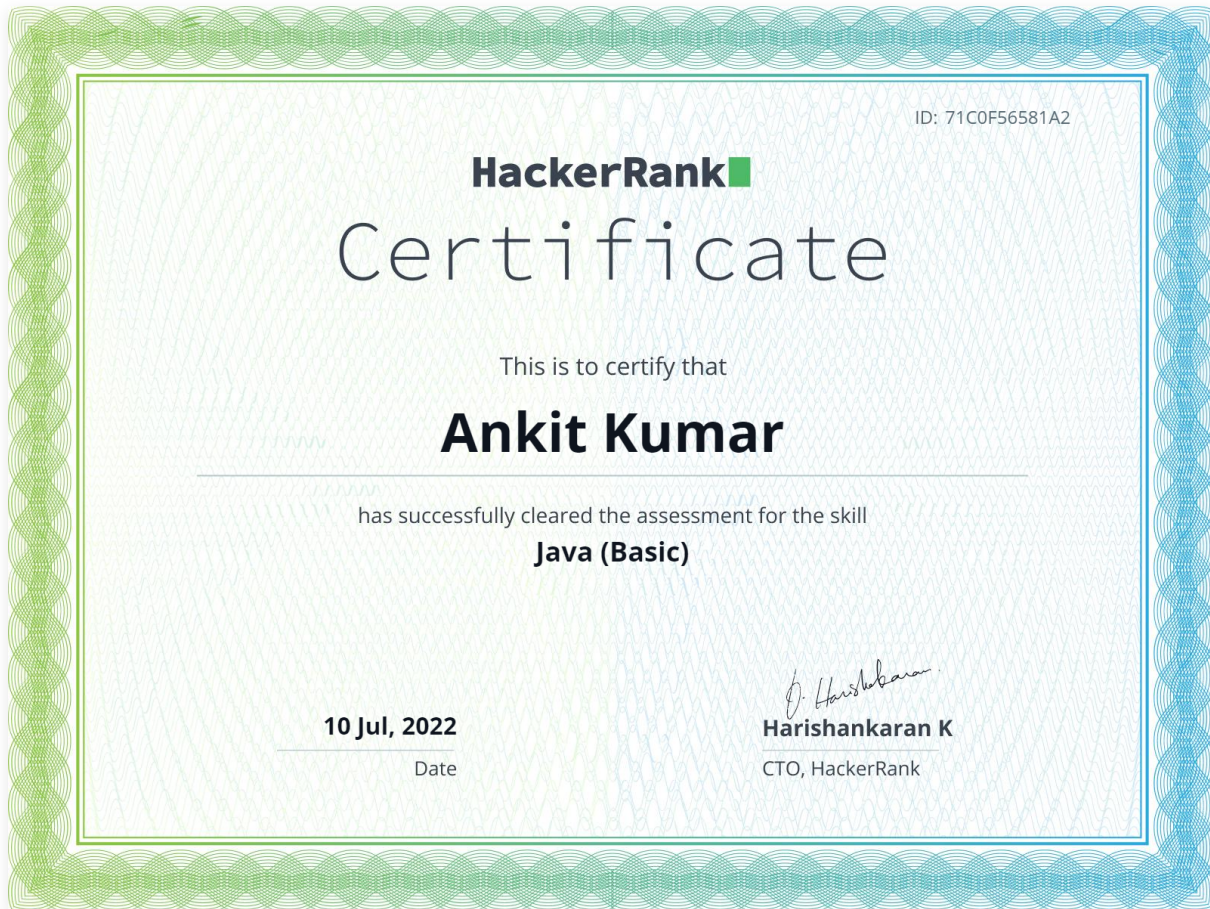 ID: 71C0F56581A2
HackerRank
Certificate
This is to certify that
Ankit Kumar
has successfully cleared the assessment for the skill
Java (Basic)
10 Jul, 2022
Date
Harishankaran K
CTO, HackerRank